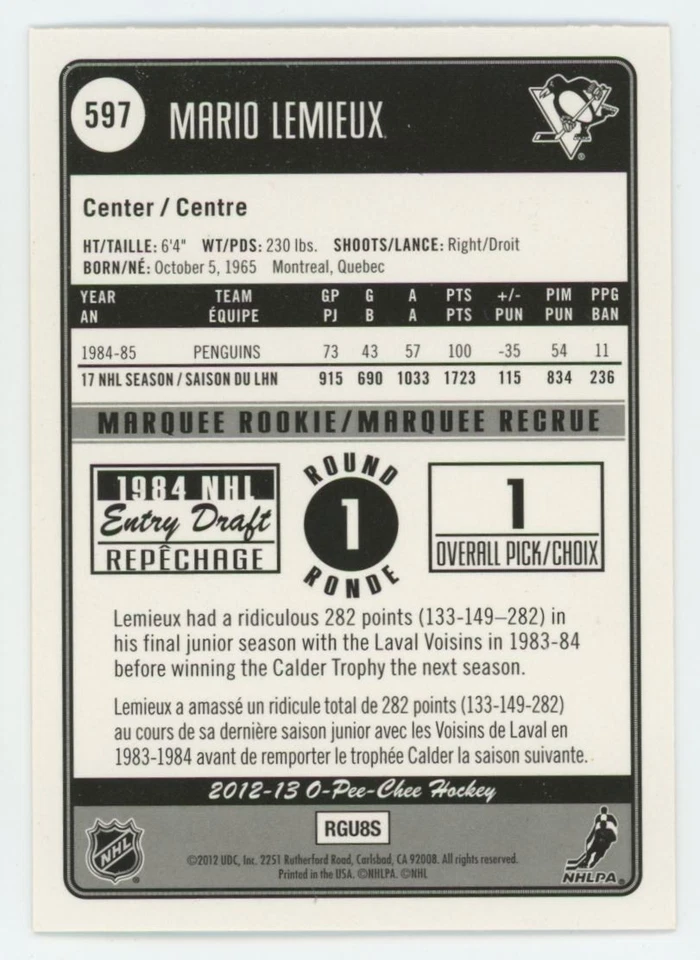 597 MARIO LEMIEUX
Center / Centre
HT/TAILLE: 6'4" WT/PDS: 230 lbs. SHOOTS/LANCE: Right/Droit
BORN/NÉ: October 5, 1965 Montreal, Quebec
YEAR TEAM GP G A PTS +/- PIM PPG
AN ÉQUIPE PJ B A PTS PUN PUN BAN
1984-85 PENGUINS 73 43 57 100 -35 54 11
17 NHL SEASON / SAISON DU LHN 915 690 1033 1723 115 834 236
MARQUEE ROOKIE/MARQUEE RECRUE
1984 NHL
Entry Draft
REPÊCHAGE
ROUND
1
RONDE
1
OVERALL PICK/CHOIX
Lemieux had a ridiculous 282 points (133-149–282) in
his final junior season with the Laval Voisins in 1983-84
before winning the Calder Trophy the next season.
Lemieux a amassé un ridicule total de 282 points (133-149-282)
au cours de sa dernière saison junior avec les Voisins de Laval en
1983-1984 avant de remporter le trophée Calder la saison suivante.
2012-13 O-Pee-Chee Hockey
RGU8S
NHL
©2012 UDC, Inc. 2251 Rutherford Road, Carlsbad, CA 92008. All rights reserved.
Printed in the USA. ©NHLPA. ©NHL
NHLPA